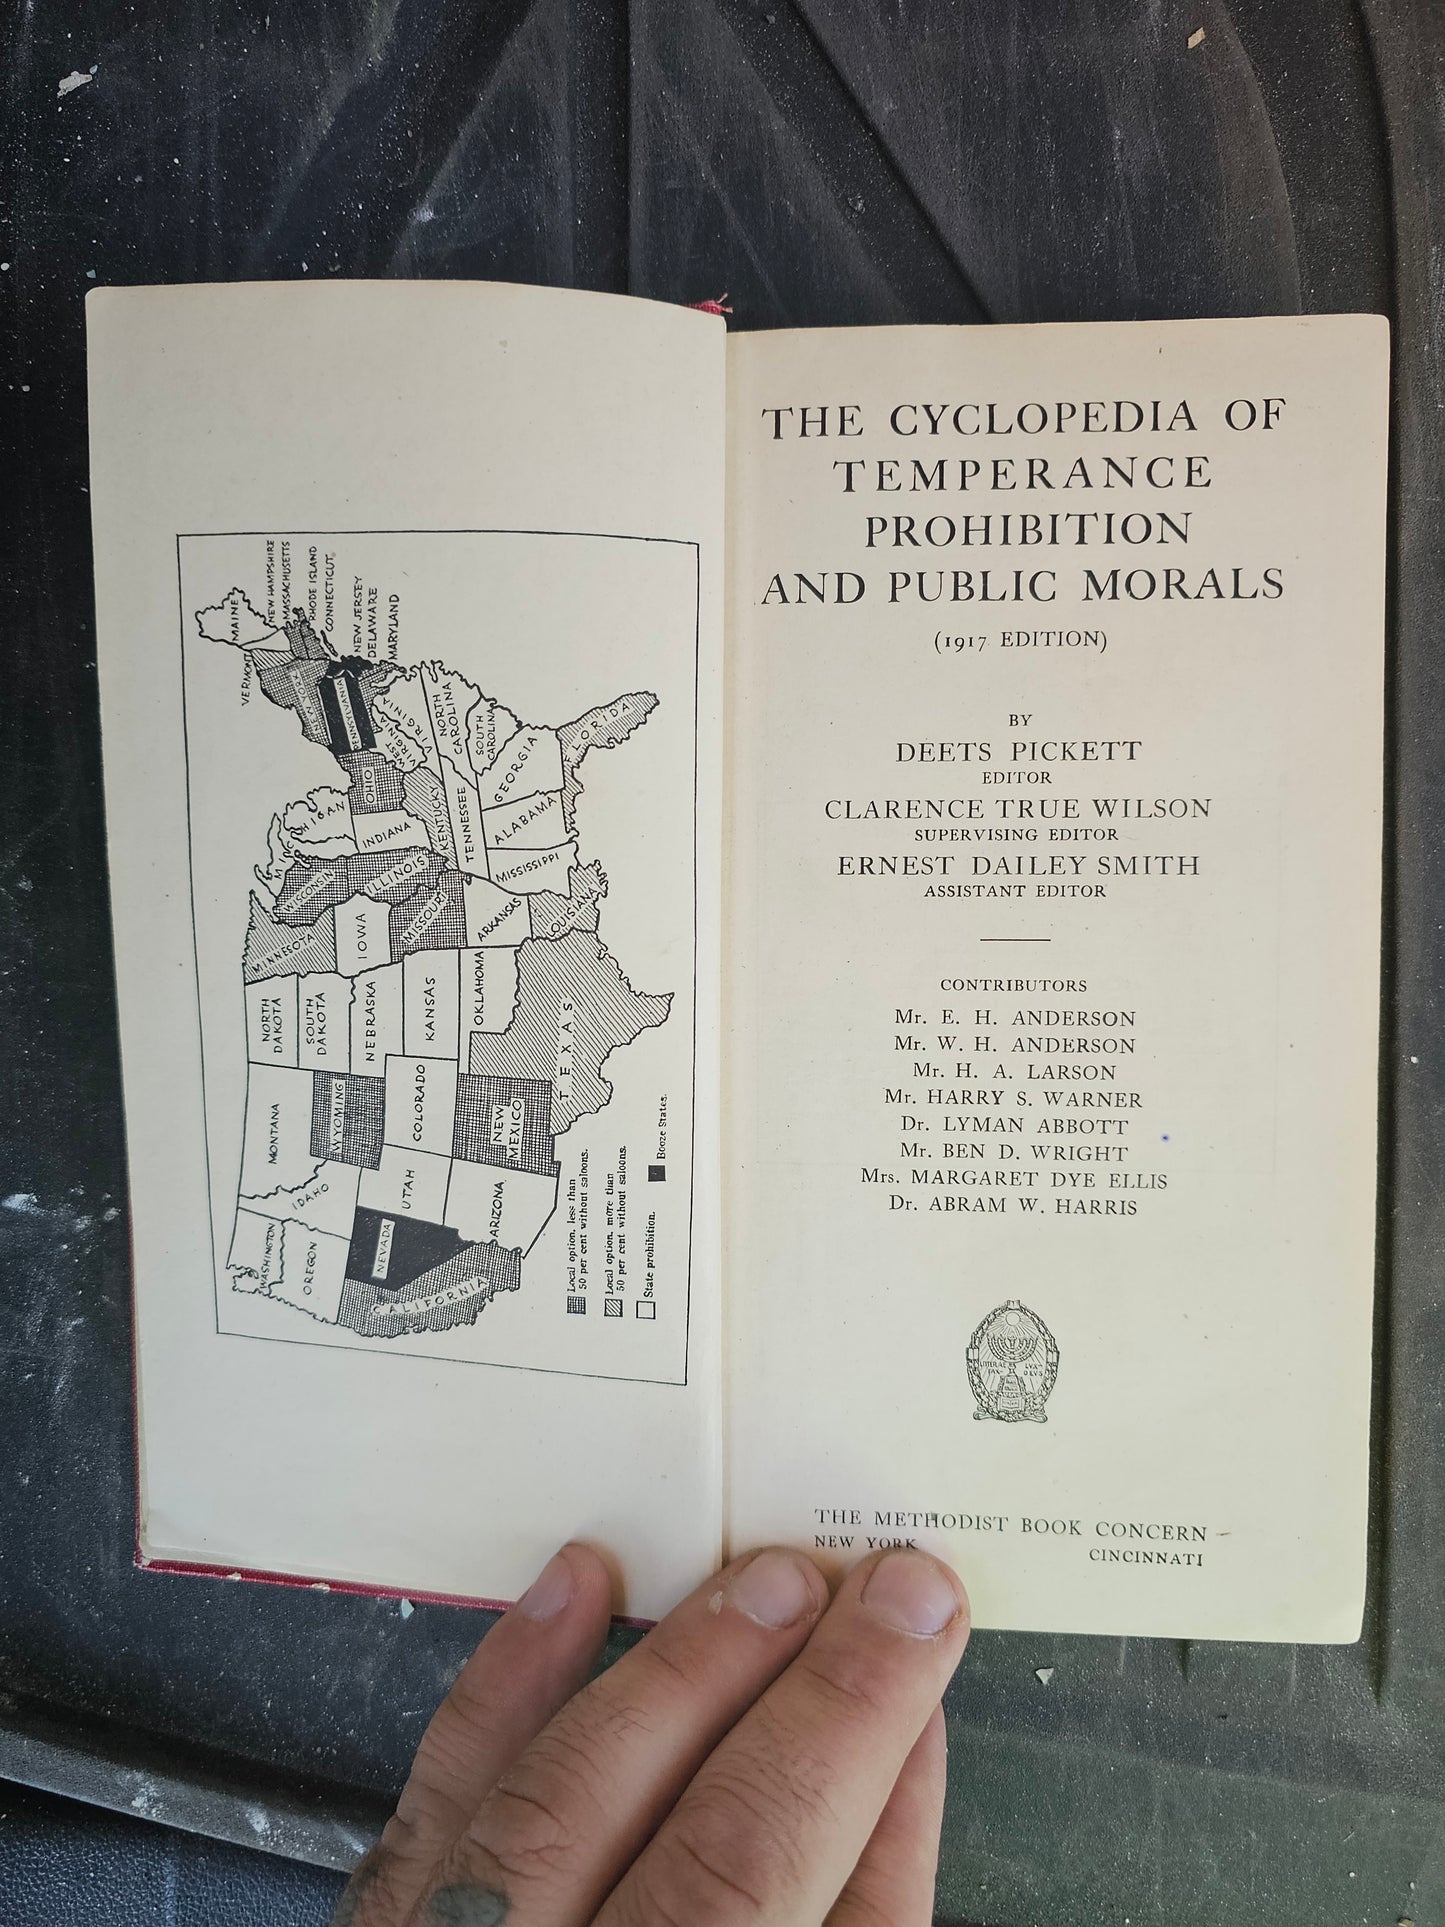 MAINE
NEW HAMPSHIRE
MASSACHUSETTS
RHODE ISLAND
CONNECTICUT
NEW JERSEY
DELAWARE
MARYLAND
VERMONT
YORK
PENNSYLVANIA
WEST
VIRGINIA
VIRGINIA
NORTH
CAROLINA
SOUTH
CAROLINA
GEORGIA
FLORIDA
OHIO
MICHIGAN
INDIANA
KENTUCKY
TENNESSEE
ALABAMA
MISSISSIPPI
WISCONSIN
ILLINOIS
MINNESOTA
IOWA
MISSOURI
ARKANSAS
LOUISIANA
NORTH
DAKOTA
SOUTH
DAKOTA
NEBRASKA
KANSAS
OKLAHOMA
TEXAS
MONTANA
WYOMING
COLORADO
NEW
MEXICO
IDAHO
UTAH
ARIZONA
WASHINGTON
OREGON
NEVADA
CALIFORNIA
Local option, less than
50 per cent without saloons.
Local option, more than
50 per cent without saloons.
State prohibition.
Booze States.
THE CYCLOPEDIA OF
TEMPERANCE
PROHIBITION
AND PUBLIC MORALS
(1917 EDITION)
BY
DEETS PICKETT
EDITOR
CLARENCE TRUE WILSON
SUPERVISING EDITOR
ERNEST DAILEY SMITH
ASSISTANT EDITOR
CONTRIBUTORS
Mr. E. H. ANDERSON
Mr. W. H. ANDERSON
Mr. H. A. LARSON
Mr. HARRY S. WARNER
Dr. LYMAN ABBOTT
Mr. BEN D. WRIGHT
Mrs. MARGARET DYE ELLIS
Dr. ABRAM W. HARRIS
THE METHODIST BOOK CONCERN
NEW YORK CINCINNATI